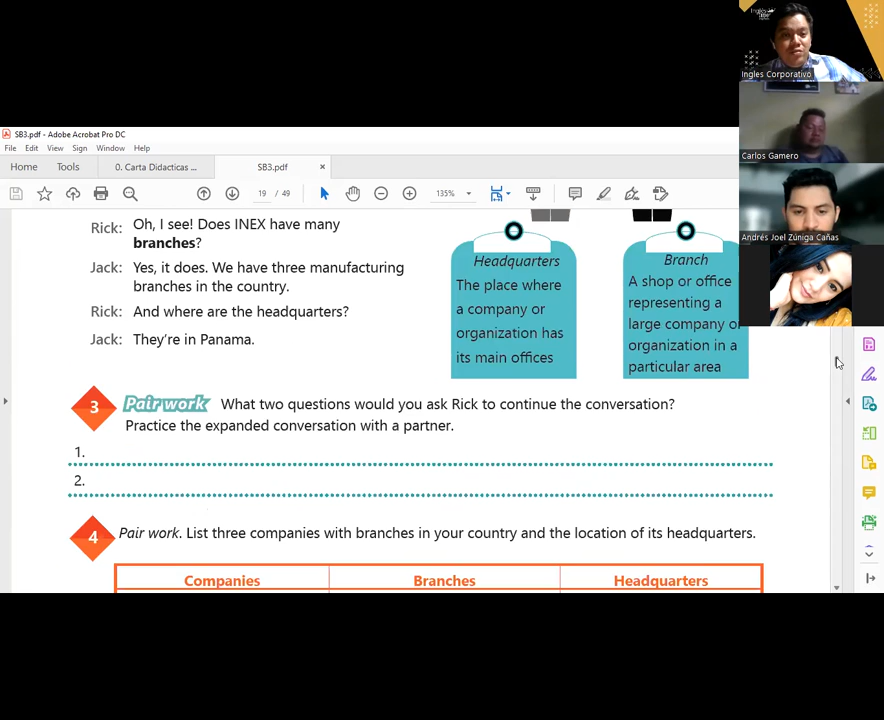 SB3.pdf - Adobe Acrobat Pro DC
File Edit View Sign Window Help
Home Tools 0. Carta Didacticas ... SB3.pdf ×
19 / 49 135%
Rick: Oh, I see! Does INEX have many
branches?
Jack: Yes, it does. We have three manufacturing
branches in the country.
Rick: And where are the headquarters?
Jack: They're in Panama.
Headquarters
The place where
a company or
organization has
its main offices
Branch
A shop or office
representing a
large company or
organization in a
particular area
3 Pair work What two questions would you ask Rick to continue the conversation?
Practice the expanded conversation with a partner.
1.
2.
4 Pair work. List three companies with branches in your country and the location of its headquarters.
Companies Branches Headquarters
Ingles Corporativo
Carlos Gamero
Andrés Joel Zúniga Cañas